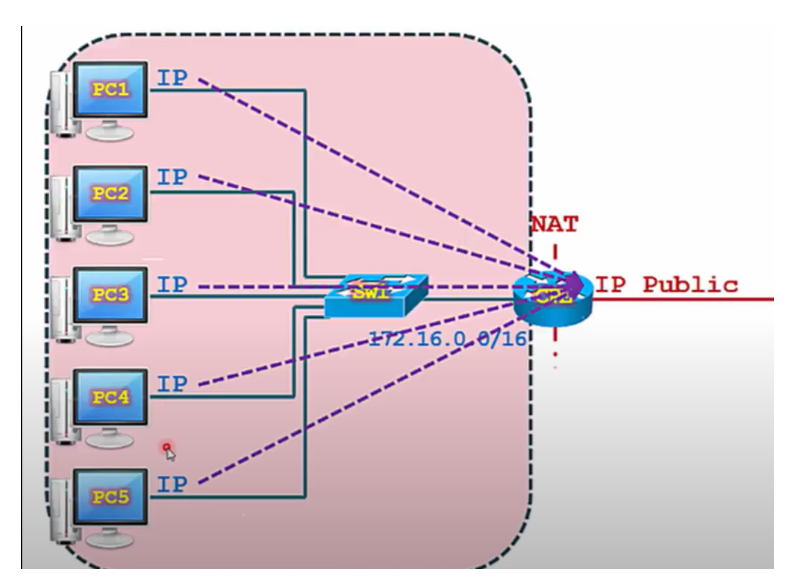 PC1 IP
PC2 IP
NAT
PC3 IP
SW1
CPE
IP Public
172.16.0.0/16
PC4 IP
PC5 IP